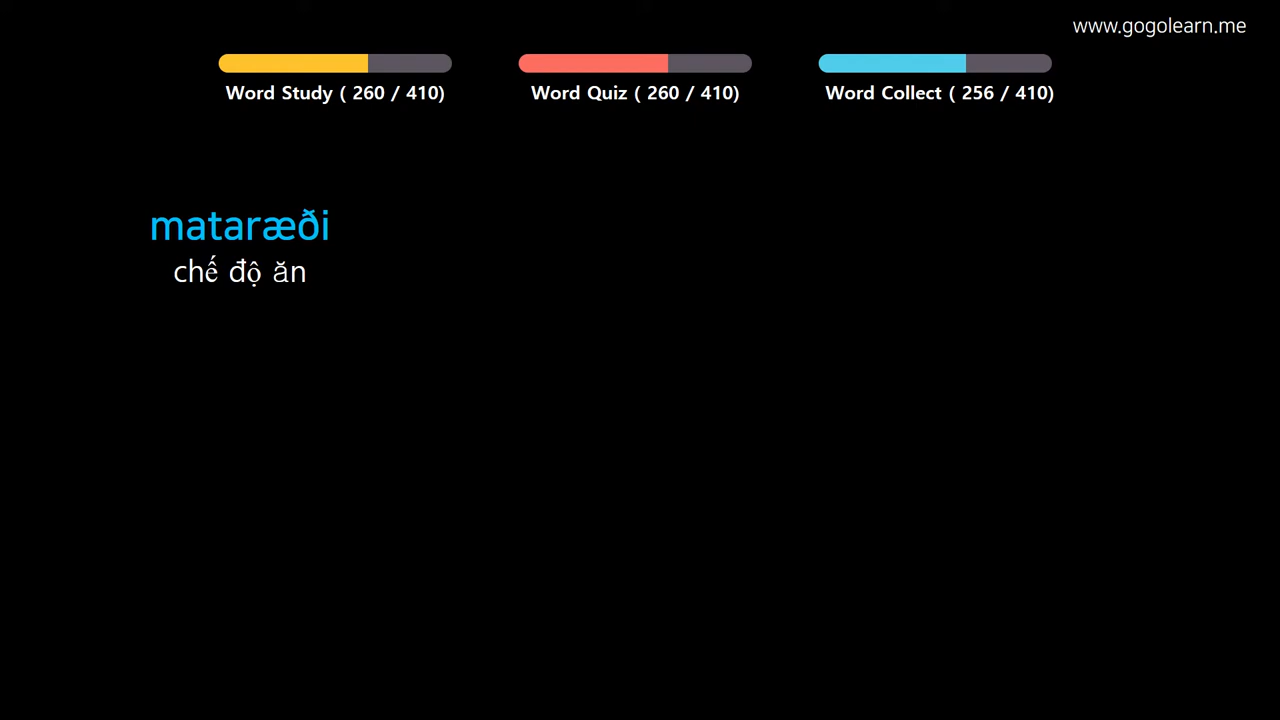 www.gogolearn.me
Word Study ( 260 / 410)
Word Quiz ( 260 / 410)
Word Collect ( 256 / 410)
mataræði
chế độ ăn